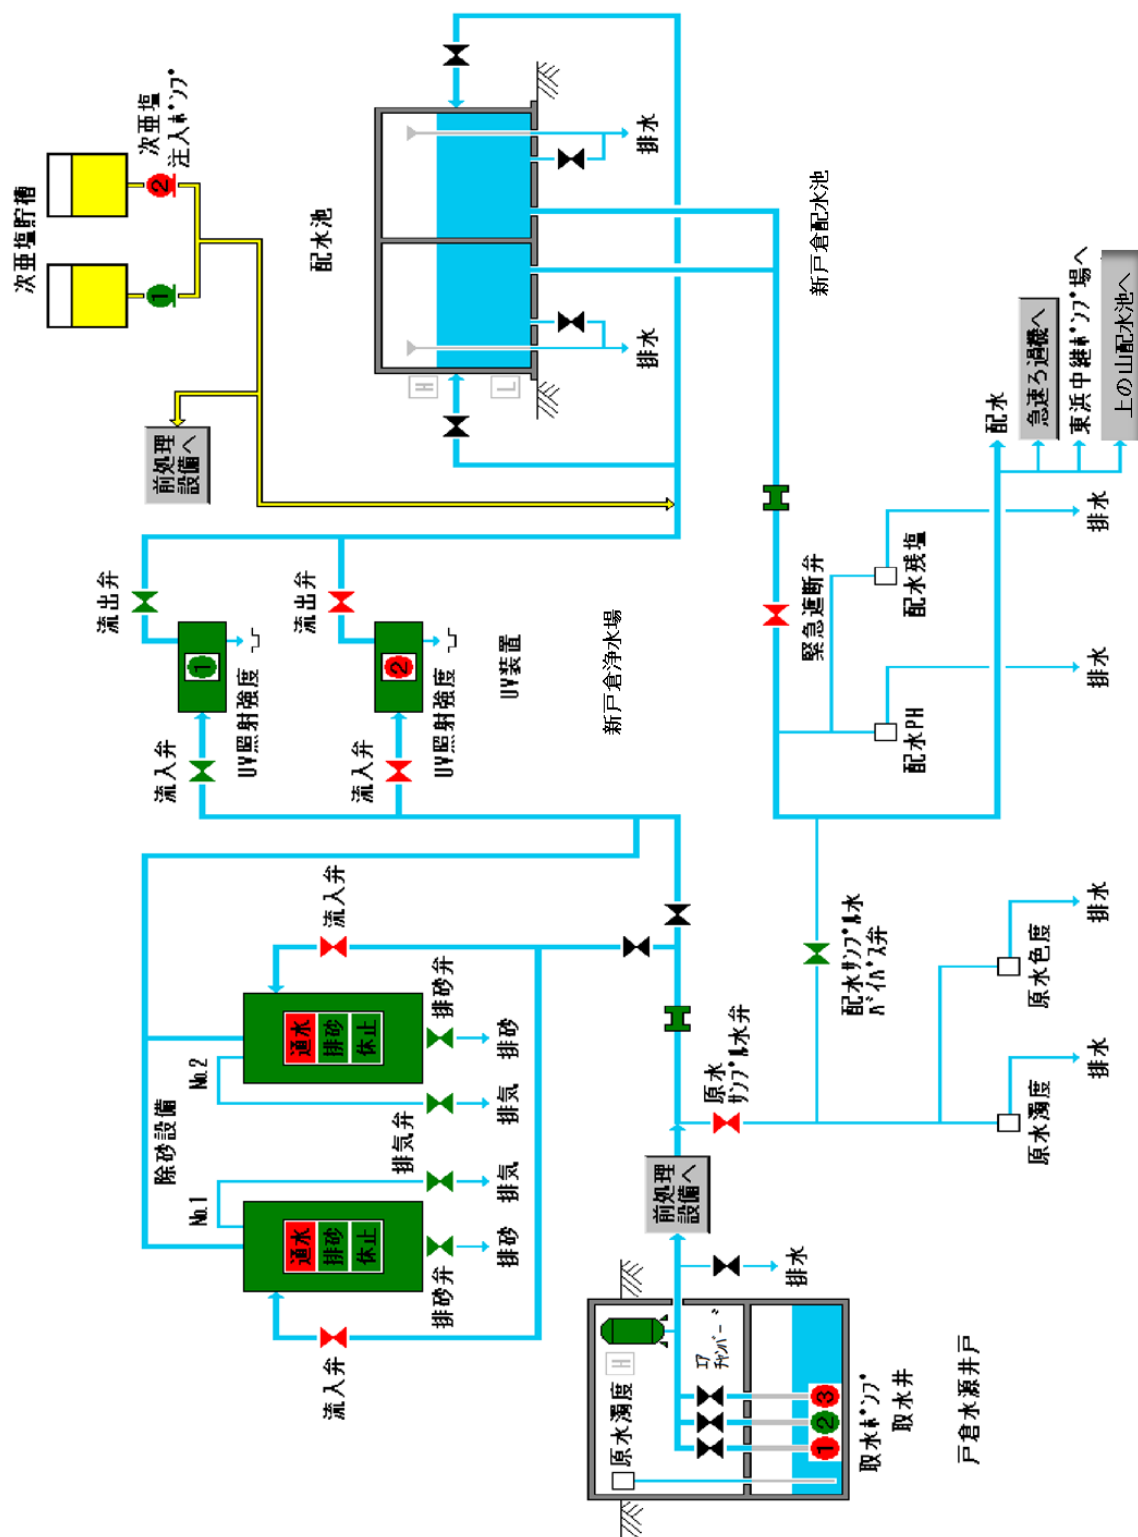 次亜塩貯槽
1
2
次亜塩
注入ﾎﾟﾝﾌﾟ
前処理
設備へ
配水池
H
L
排水
排水
新戸倉配水池
流出弁
流出弁
1
2
UV照射強度
UV照射強度
流入弁
流入弁
UV装置
新戸倉浄水場
緊急遮断弁
配水残塩
排水
配水PH
排水
配水
急速ろ過機へ
東浜中継ﾎﾟﾝﾌﾟ場へ
上の山配水池へ
除砂設備
No.1
No.2
通水
排砂
休止
通水
排砂
休止
流入弁
流入弁
排砂弁
排砂
排気弁
排気
排気
排砂弁
排砂
配水ｻﾝﾌﾟﾙ水
ﾊﾞｲﾊﾟｽ弁
原水
ｻﾝﾌﾟﾙ水弁
原水色度
排水
原水濁度
排水
前処理
設備へ
排水
原水濁度
H
ｴｱ
ﾁｬﾝﾊﾞｰ
1
2
3
取水ﾎﾟﾝﾌﾟ
取水井
戸倉水源井戸